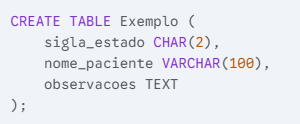 CREATE TABLE Exemplo (
    sigla_estado CHAR(2),
    nome_paciente VARCHAR(100),
    observacoes TEXT
);